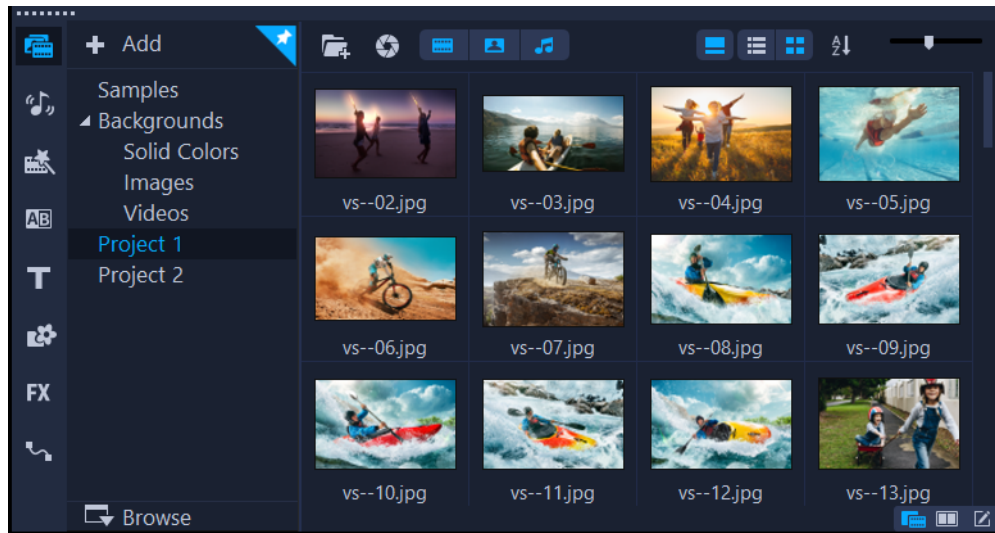 Add
Samples
Backgrounds
Solid Colors
Images
Videos
Project 1
Project 2
Browse
AB
T
FX
A
Z
vs--02.jpg vs--03.jpg vs--04.jpg vs--05.jpg
vs--06.jpg vs--07.jpg vs--08.jpg vs--09.jpg
vs--10.jpg vs--11.jpg vs--12.jpg vs--13.jpg